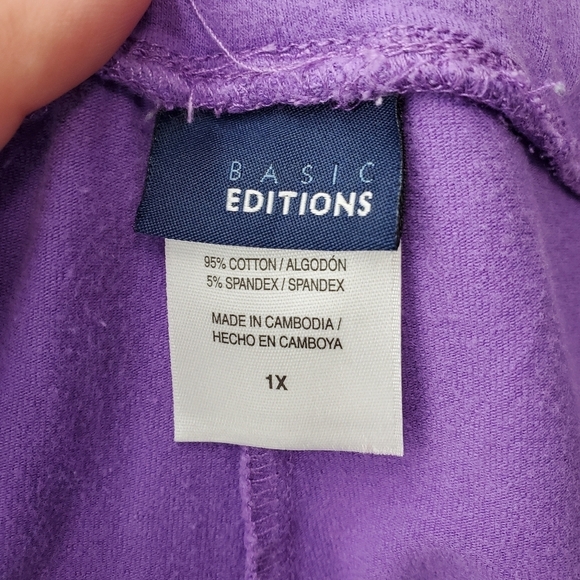 BASIC
EDITIONS
95% COTTON / ALGODÓN
5% SPANDEX / SPANDEX
MADE IN CAMBODIA /
HECHO EN CAMBOYA
1X